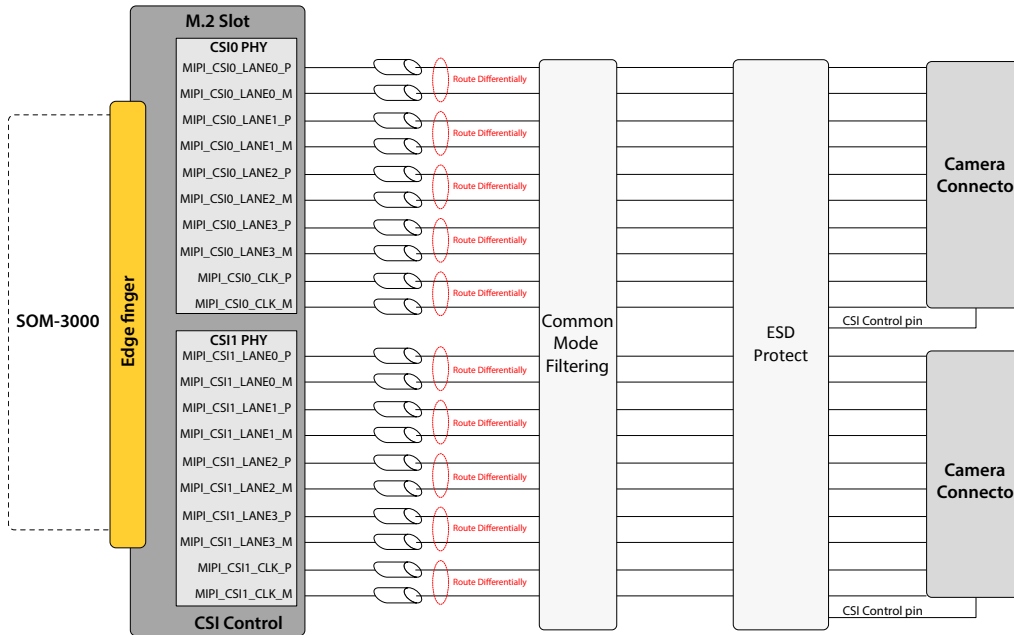 M.2 Slot
CSI0 PHY
MIPI_CSI0_LANE0_P
MIPI_CSI0_LANE0_M
MIPI_CSI0_LANE1_P
MIPI_CSI0_LANE1_M
MIPI_CSI0_LANE2_P
MIPI_CSI0_LANE2_M
MIPI_CSI0_LANE3_P
MIPI_CSI0_LANE3_M
MIPI_CSI0_CLK_P
MIPI_CSI0_CLK_M
CSI1 PHY
MIPI_CSI1_LANE0_P
MIPI_CSI1_LANE0_M
MIPI_CSI1_LANE1_P
MIPI_CSI1_LANE1_M
MIPI_CSI1_LANE2_P
MIPI_CSI1_LANE2_M
MIPI_CSI1_LANE3_P
MIPI_CSI1_LANE3_M
MIPI_CSI1_CLK_P
MIPI_CSI1_CLK_M
CSI Control
SOM-3000
Edge finger
Route Differentially
Route Differentially
Route Differentially
Route Differentially
Route Differentially
Route Differentially
Route Differentially
Route Differentially
Route Differentially
Route Differentially
Common
Mode
Filtering
ESD
Protect
Camera
Connecto
CSI Control pin
Camera
Connecto
CSI Control pin